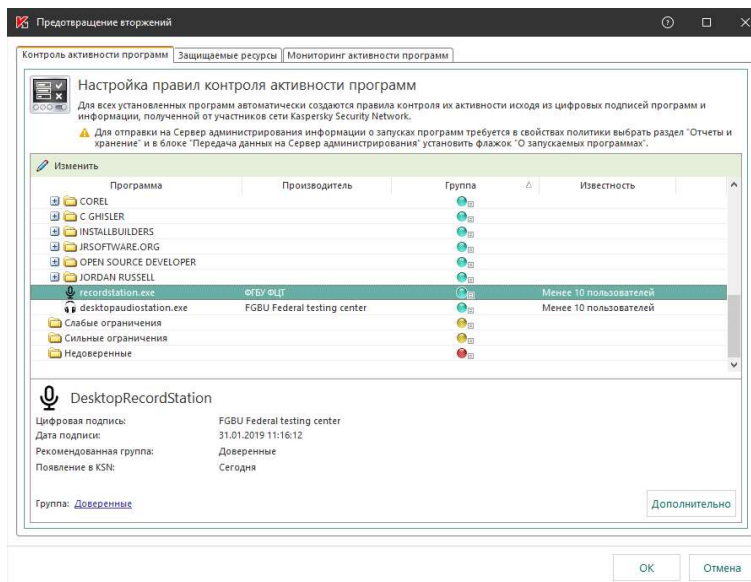 Предотвращение вторжений
Контроль активности программ Защищаемые ресурсы Мониторинг активности программ
Настройка правил контроля активности программ
Для всех установленных программ автоматически создаются правила контроля их активности исходя из цифровых подписей программ и
информации, полученной от участников сети Kaspersky Security Network.
Для отправки на Сервер администрирования информации о запусках программ требуется в свойствах политики выбрать раздел "Отчеты и
хранение" и в блоке "Передача данных на Сервер администрирования" установить флажок "О запускаемых программах".
Изменить
Программа Производитель Группа Известность
COREL
C GHISLER
INSTALLBUILDERS
JRSOFTWARE.ORG
OPEN SOURCE DEVELOPER
JORDAN RUSSELL
recordstation.exe ФГБУ ФЦТ Менее 10 пользователей
desktopaudiostation.exe FGBU Federal testing center Менее 10 пользователей
Слабые ограничения
Сильные ограничения
Недоверенные
DesktopRecordStation
Цифровая подпись: FGBU Federal testing center
Дата подписи: 31.01.2019 11:16:12
Рекомендованная группа: Доверенные
Появление в KSN: Сегодня
Группа: Доверенные
Дополнительно
ОК Отмена